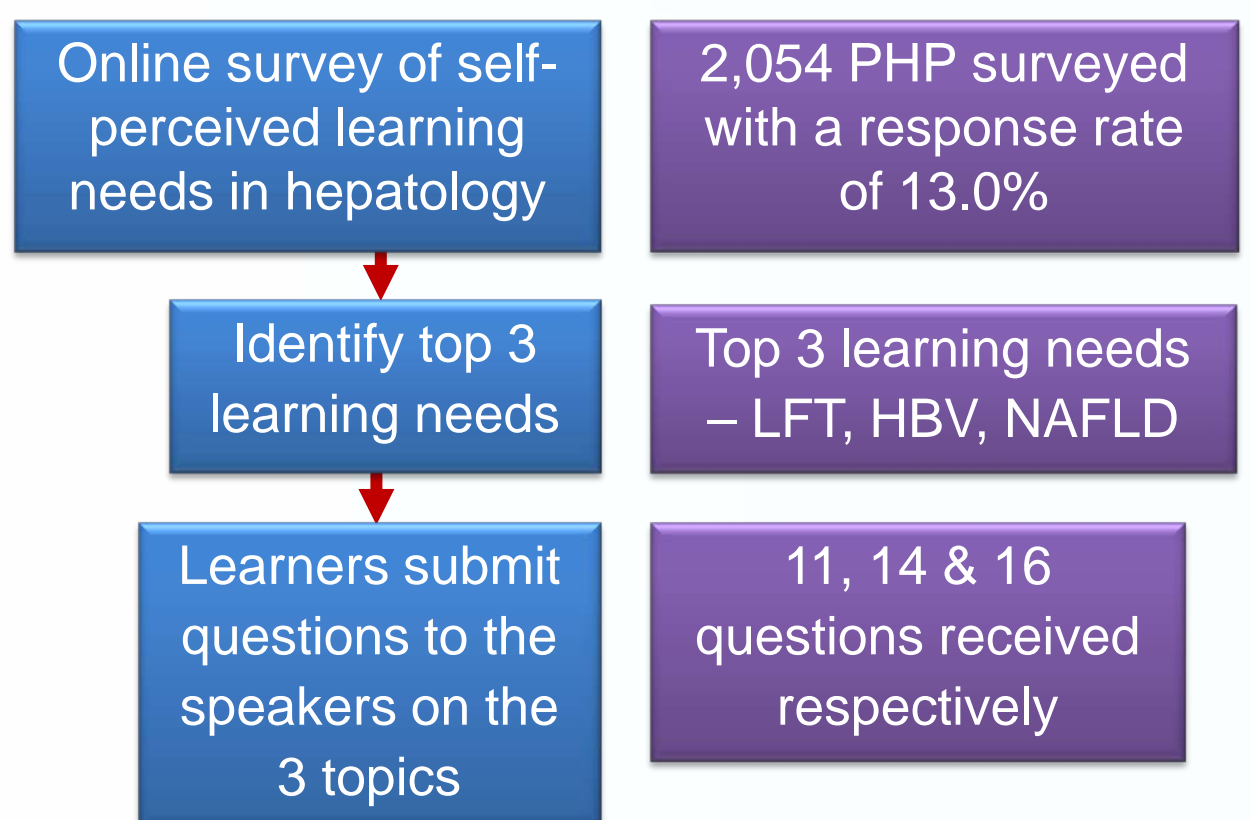 Online survey of self-
perceived learning
needs in hepatology
2,054 PHP surveyed
with a response rate
of 13.0%
Identify top 3
learning needs
Top 3 learning needs
– LFT, HBV, NAFLD
Learners submit
questions to the
speakers on the
3 topics
11, 14 & 16
questions received
respectively